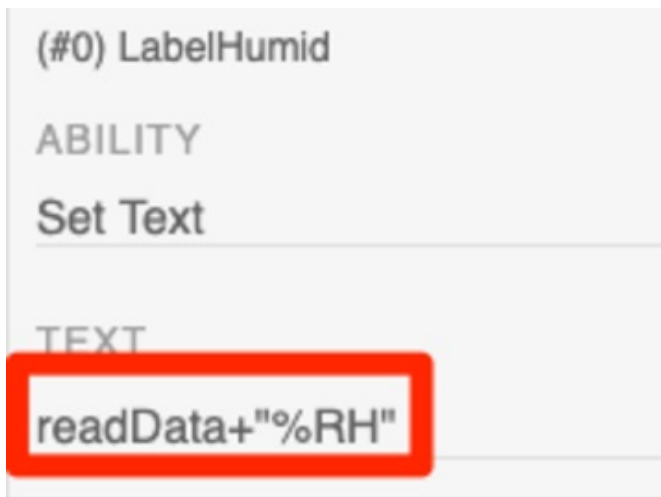 (#0) LabelHumid
ABILITY
Set Text
TEXT
readData+"%RH"